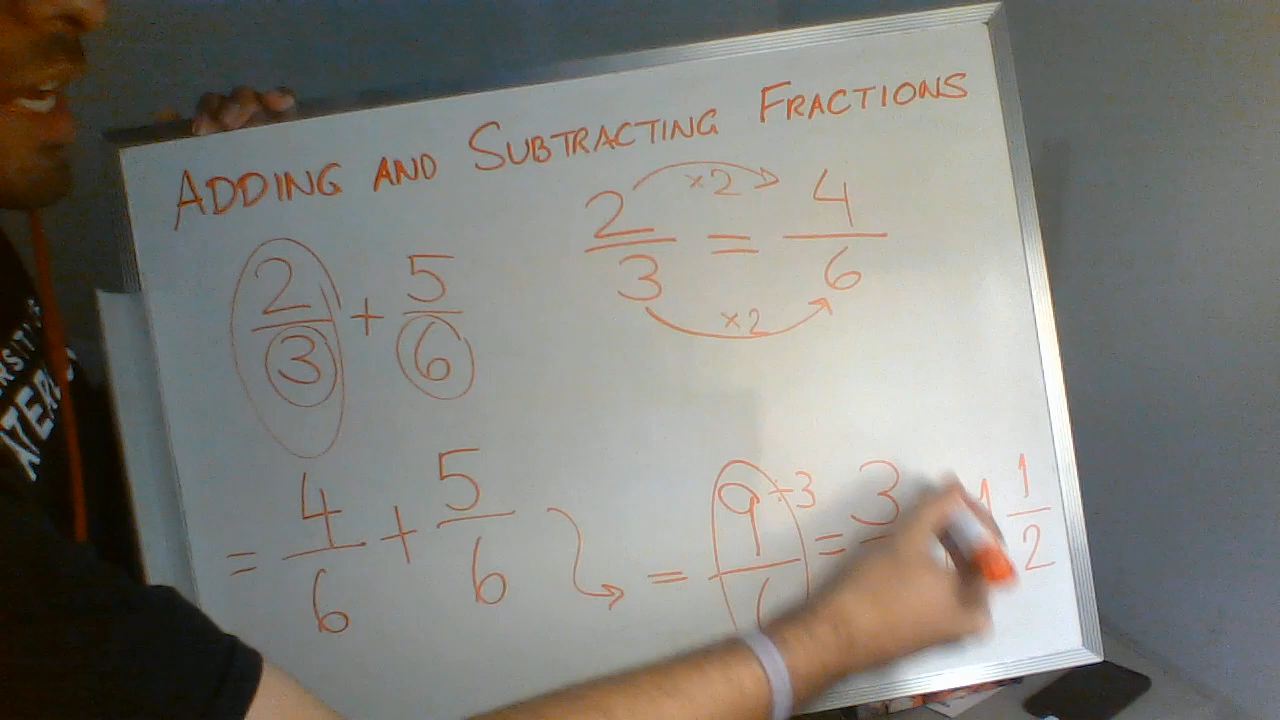 ADDING AND SUBTRACTING FRACTIONS
×2
2/3 = 4/6
×2
2/3 + 5/6
= 4/6 + 5/6
= 9/6 ÷3 = 3 1 1/2